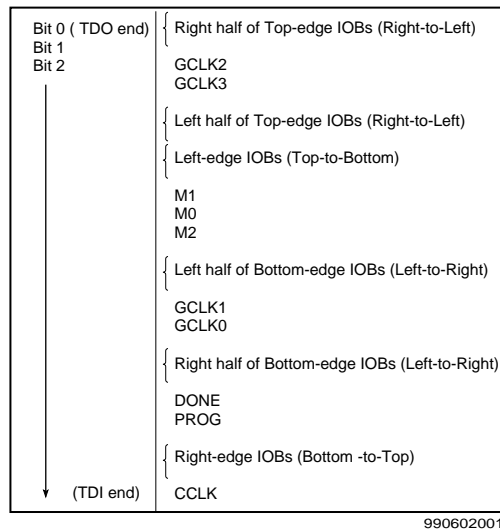 Bit 0 ( TDO end)
Bit 1
Bit 2
Right half of Top-edge IOBs (Right-to-Left)
GCLK2
GCLK3
Left half of Top-edge IOBs (Right-to-Left)
Left-edge IOBs (Top-to-Bottom)
M1
M0
M2
Left half of Bottom-edge IOBs (Left-to-Right)
GCLK1
GCLK0
Right half of Bottom-edge IOBs (Left-to-Right)
DONE
PROG
Right-edge IOBs (Bottom -to-Top)
(TDI end)
CCLK
990602001